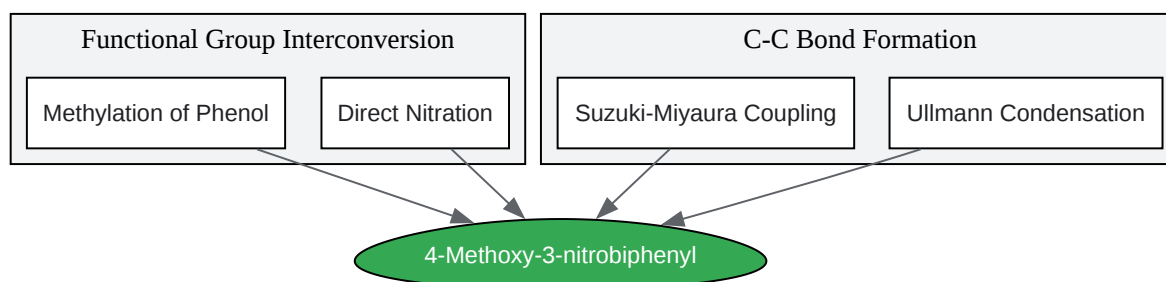 Functional Group Interconversion
C-C Bond Formation
Methylation of Phenol
Direct Nitration
Suzuki-Miyaura Coupling
Ullmann Condensation
4-Methoxy-3-nitrobiphenyl